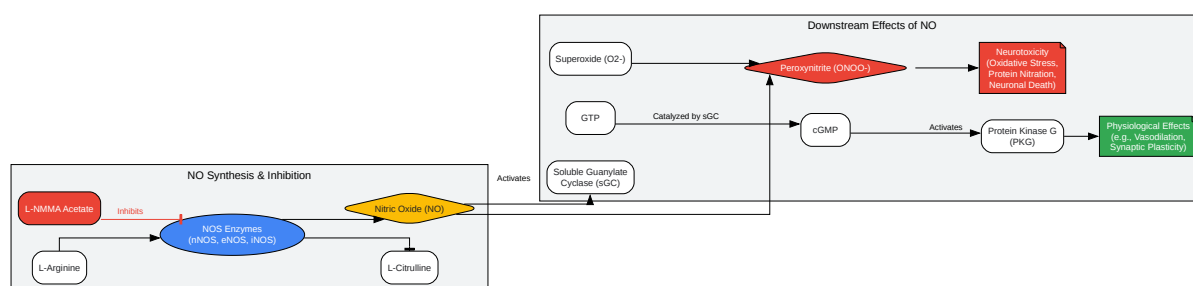 Downstream Effects of NO
Superoxide (O2-)
Peroxynitrite (ONOO-)
Neurotoxicity
(Oxidative Stress,
Protein Nitration,
Neuronal Death)
GTP
Catalyzed by sGC
cGMP
Activates
Protein Kinase G
(PKG)
Physiological Effects
(e.g., Vasodilation,
Synaptic Plasticity)
Soluble Guanylate
Cyclase (sGC)
Activates
NO Synthesis & Inhibition
L-NMMA Acetate
Inhibits
Nitric Oxide (NO)
NOS Enzymes
(nNOS, eNOS, iNOS)
L-Arginine
L-Citrulline